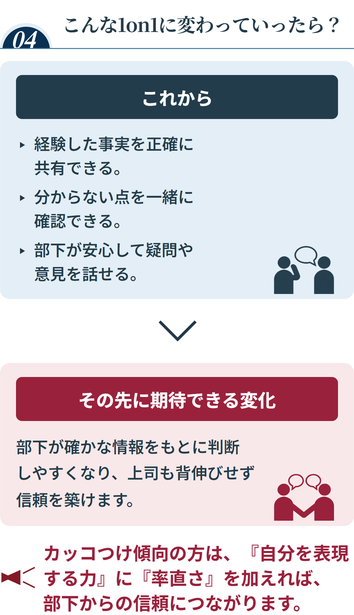 04
こんな1on1に変わっていったら？
これから
▸ 経験した事実を正確に
共有できる。
▸ 分からない点を一緒に
確認できる。
▸ 部下が安心して疑問や
意見を話せる。
その先に期待できる変化
部下が確かな情報をもとに判断
しやすくなり、上司も背伸びせず
信頼を築けます。
カッコつけ傾向の方は、『自分を表現
する力』に『率直さ』を加えれば、
部下からの信頼につながります。